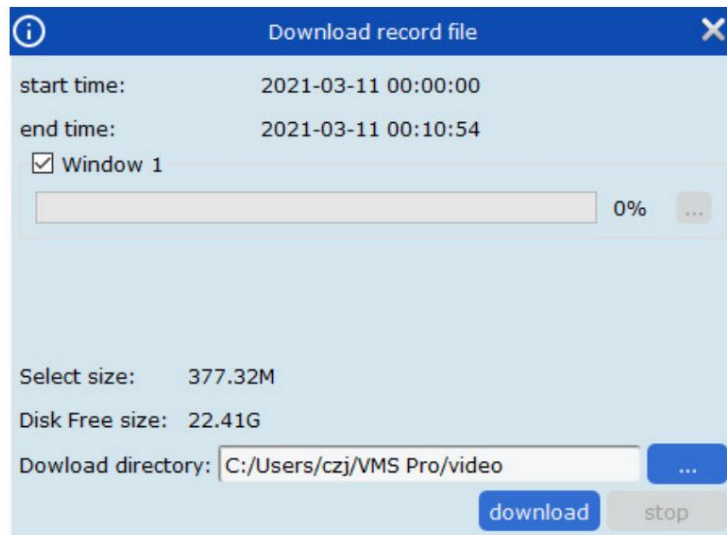 Download record file
start time: 2021-03-11 00:00:00
end time: 2021-03-11 00:10:54
Window 1
0% ...
Select size: 377.32M
Disk Free size: 22.41G
Dowload directory: C:/Users/czj/VMS Pro/video ...
download stop